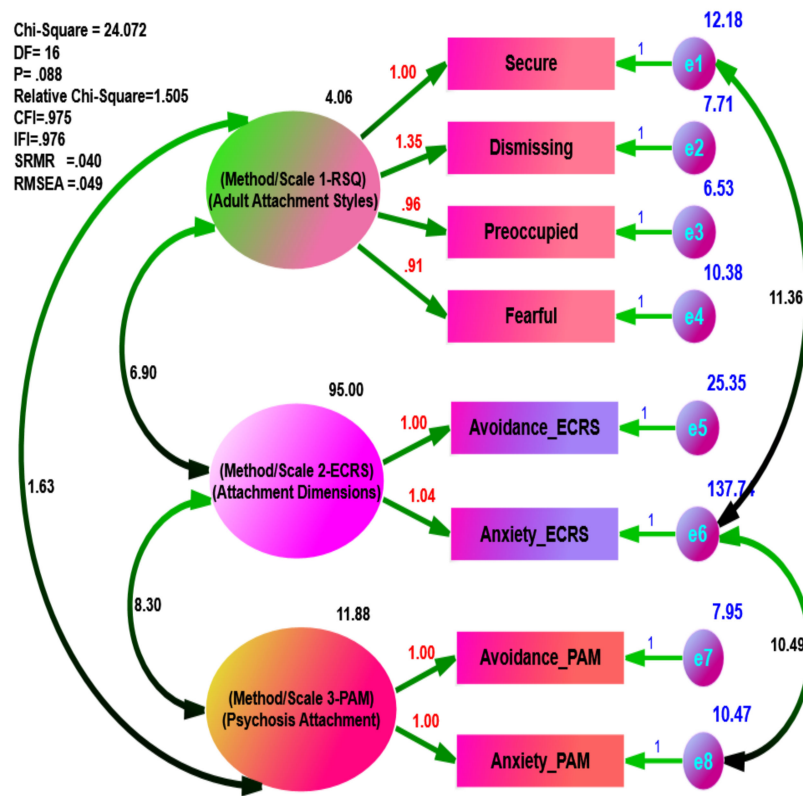 Chi-Square = 24.072
DF= 16
P= .088
Relative Chi-Square=1.505
CFI=.975
IFI=.976
SRMR =.040
RMSEA =.049
4.06
(Method/Scale 1-RSQ)
(Adult Attachment Styles)
1.00
Secure
1
e1
12.18
1.35
Dismissing
1
e2
7.71
.96
Preoccupied
1
e3
6.53
.91
Fearful
1
e4
10.38
11.36
6.90
95.00
(Method/Scale 2-ECRS)
(Attachment Dimensions)
1.00
Avoidance_ECRS
1
e5
25.35
1.04
Anxiety_ECRS
1
e6
137.74
1.63
8.30
11.88
(Method/Scale 3-PAM)
(Psychosis Attachment)
1.00
Avoidance_PAM
1
e7
7.95
10.49
1.00
Anxiety_PAM
1
e8
10.47